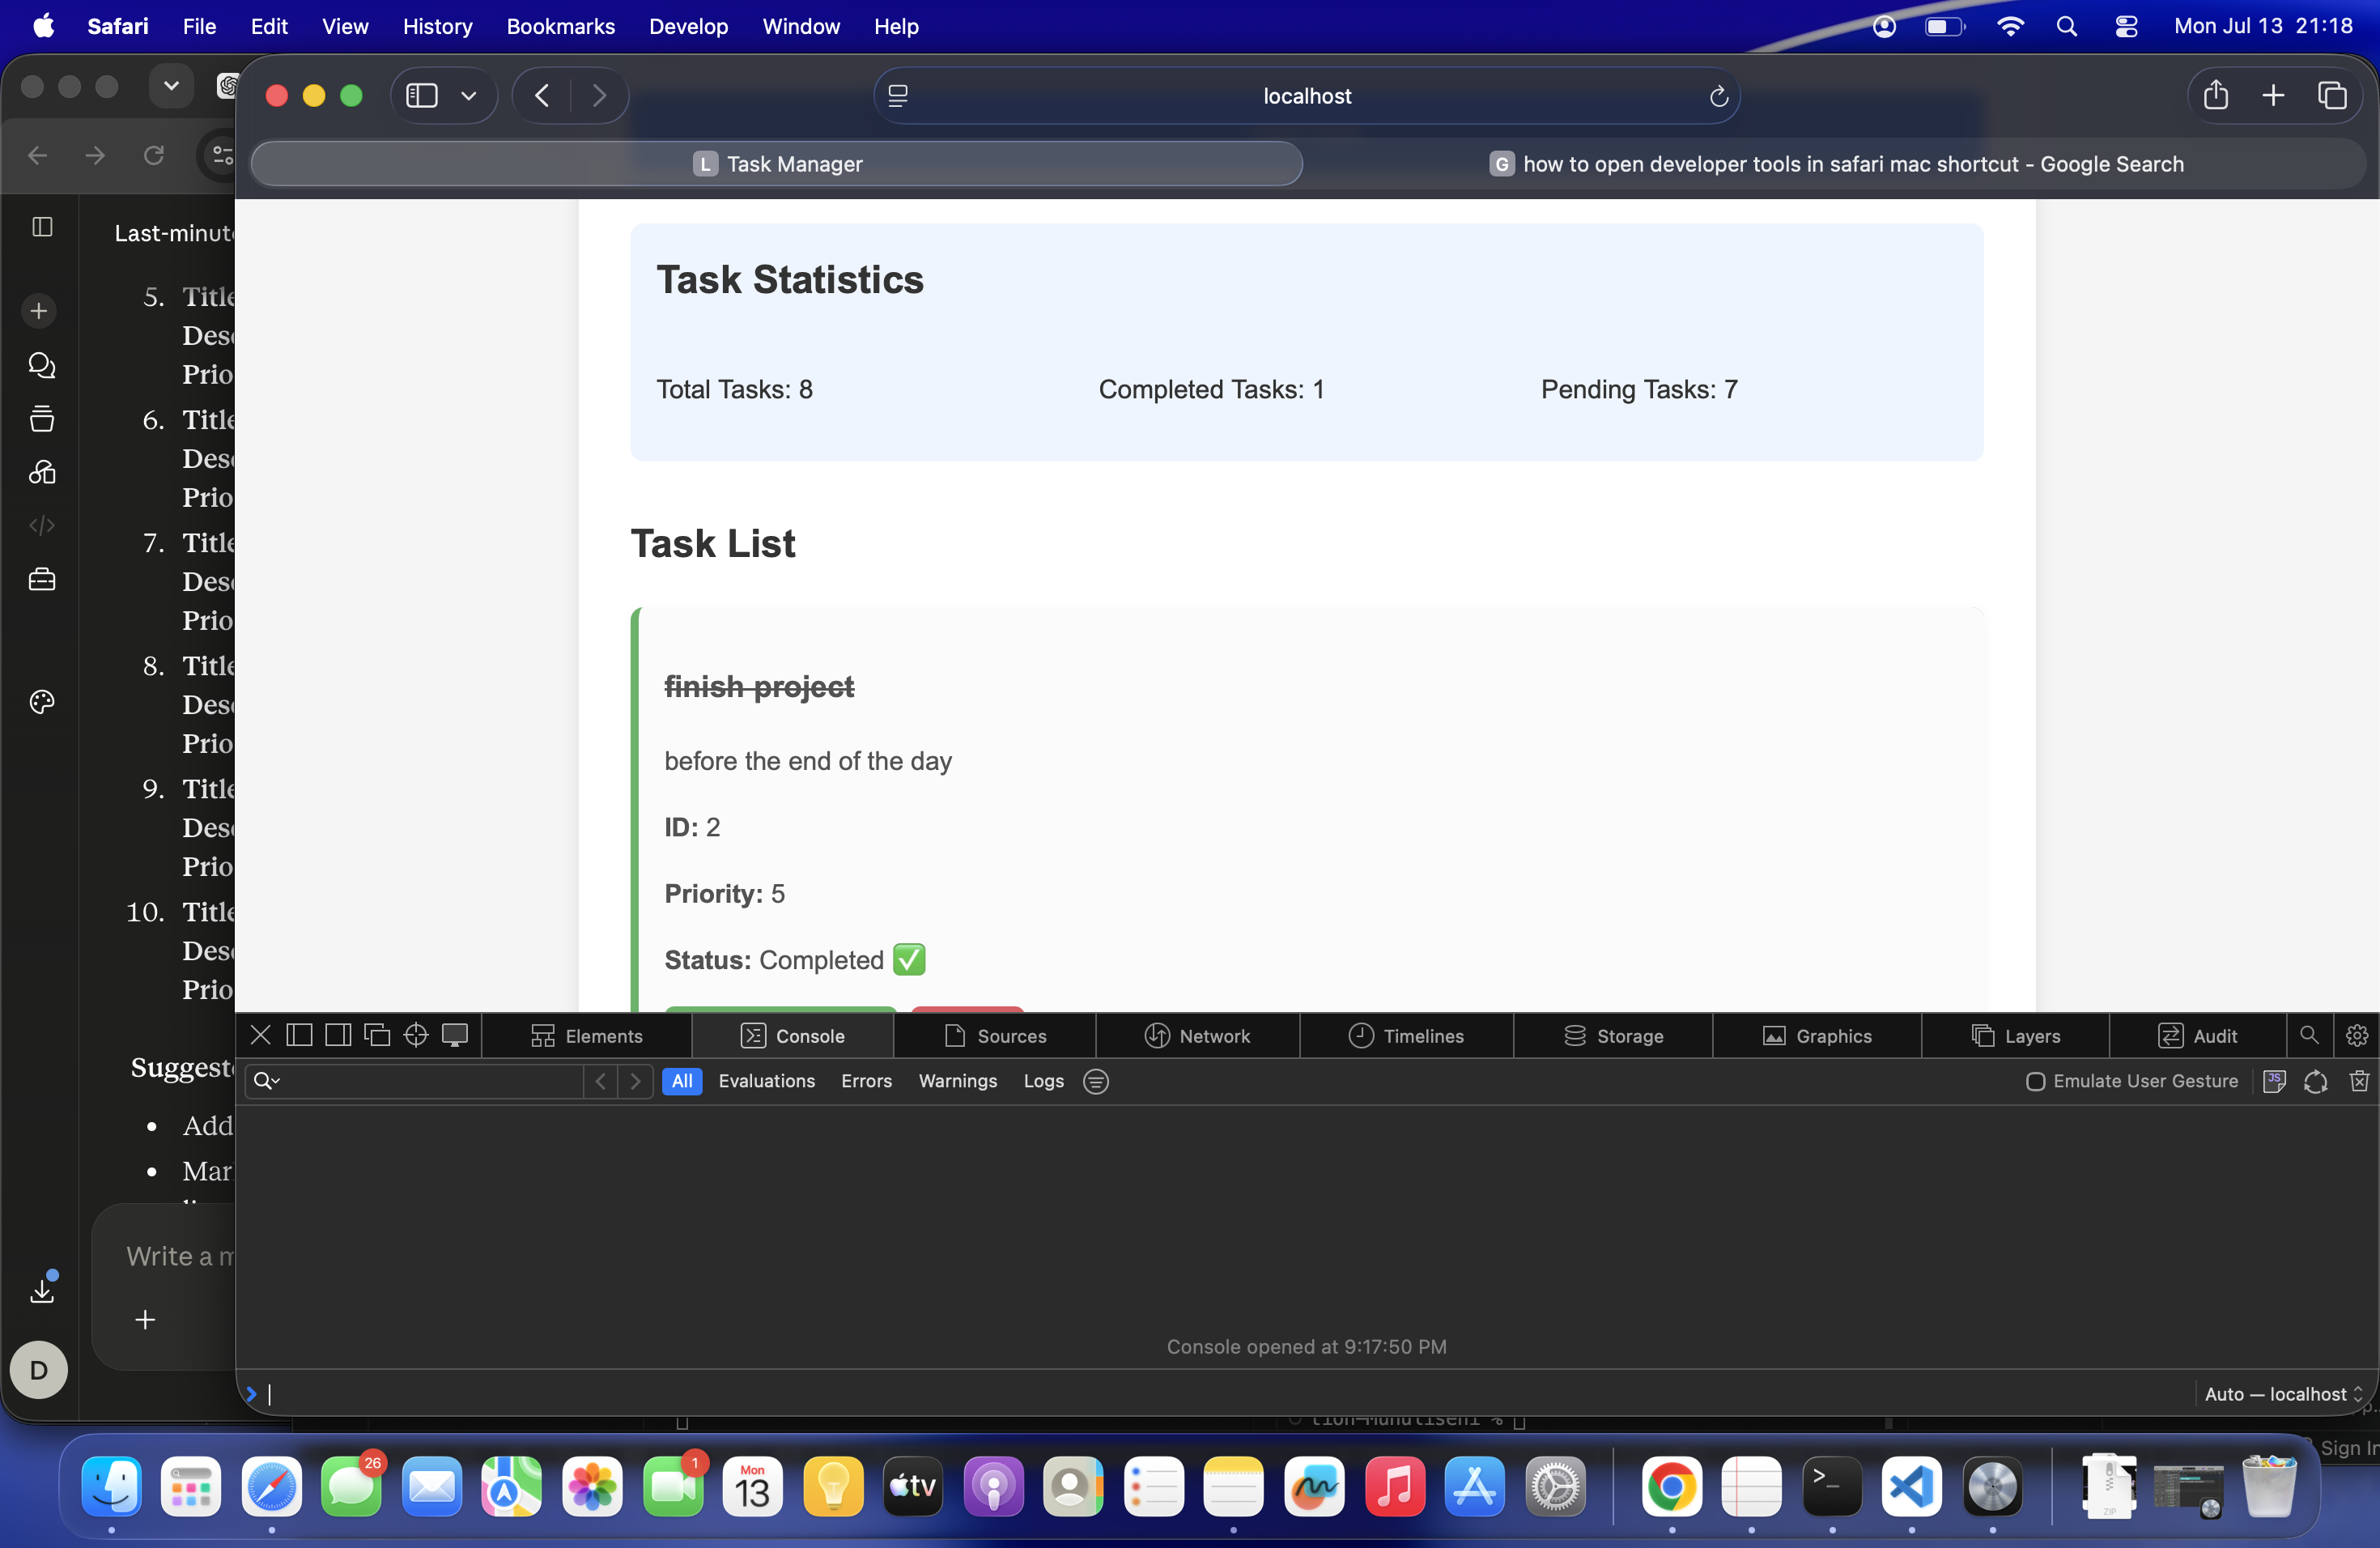 Safari File Edit View History Bookmarks Develop Window Help Mon Jul 13 21:18
localhost
L Task Manager
G how to open developer tools in safari mac shortcut - Google Search
Last-minut
5. Title
Desc
Prio
6. Title
Desc
Prio
7. Title
Desc
Prio
8. Title
Desc
Prio
9. Title
Desc
Prio
10. Title
Desc
Prio
Suggest
• Add
• Mar
Write a m
D
Task Statistics
Total Tasks: 8 Completed Tasks: 1 Pending Tasks: 7
Task List
finish project
before the end of the day
ID: 2
Priority: 5
Status: Completed ✅
Elements Console Sources Network Timelines Storage Graphics Layers Audit
All Evaluations Errors Warnings Logs Emulate User Gesture
Console opened at 9:17:50 PM
Auto — localhost
Sign In
26
1
Mon
13
tv
ZIP